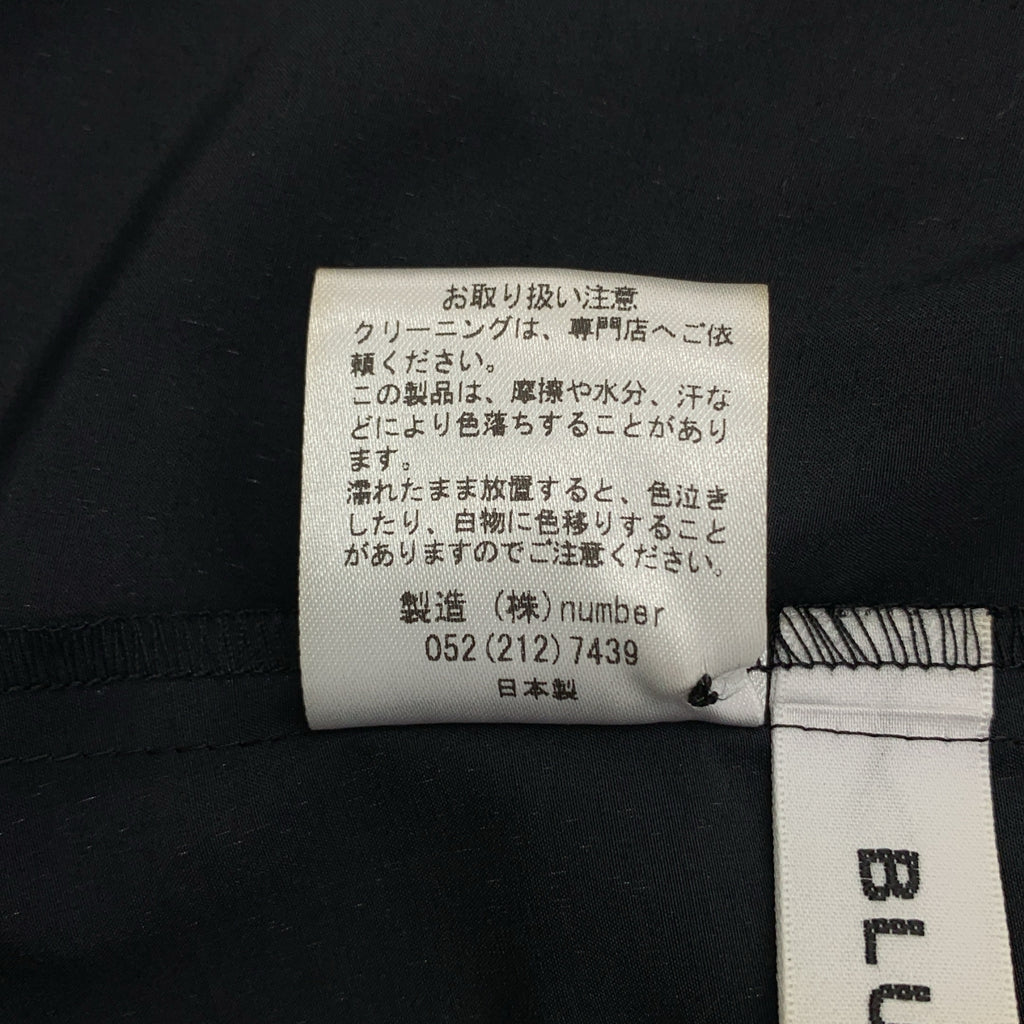 お取り扱い注意
クリーニングは、専門店へご依
頼ください。
この製品は、摩擦や水分、汗な
どにより色落ちすることがあり
ます。
濡れたまま放置すると、色泣き
したり、白物に色移りすること
がありますのでご注意ください。
製造 (株)number
052(212)7439
日本製
BLU